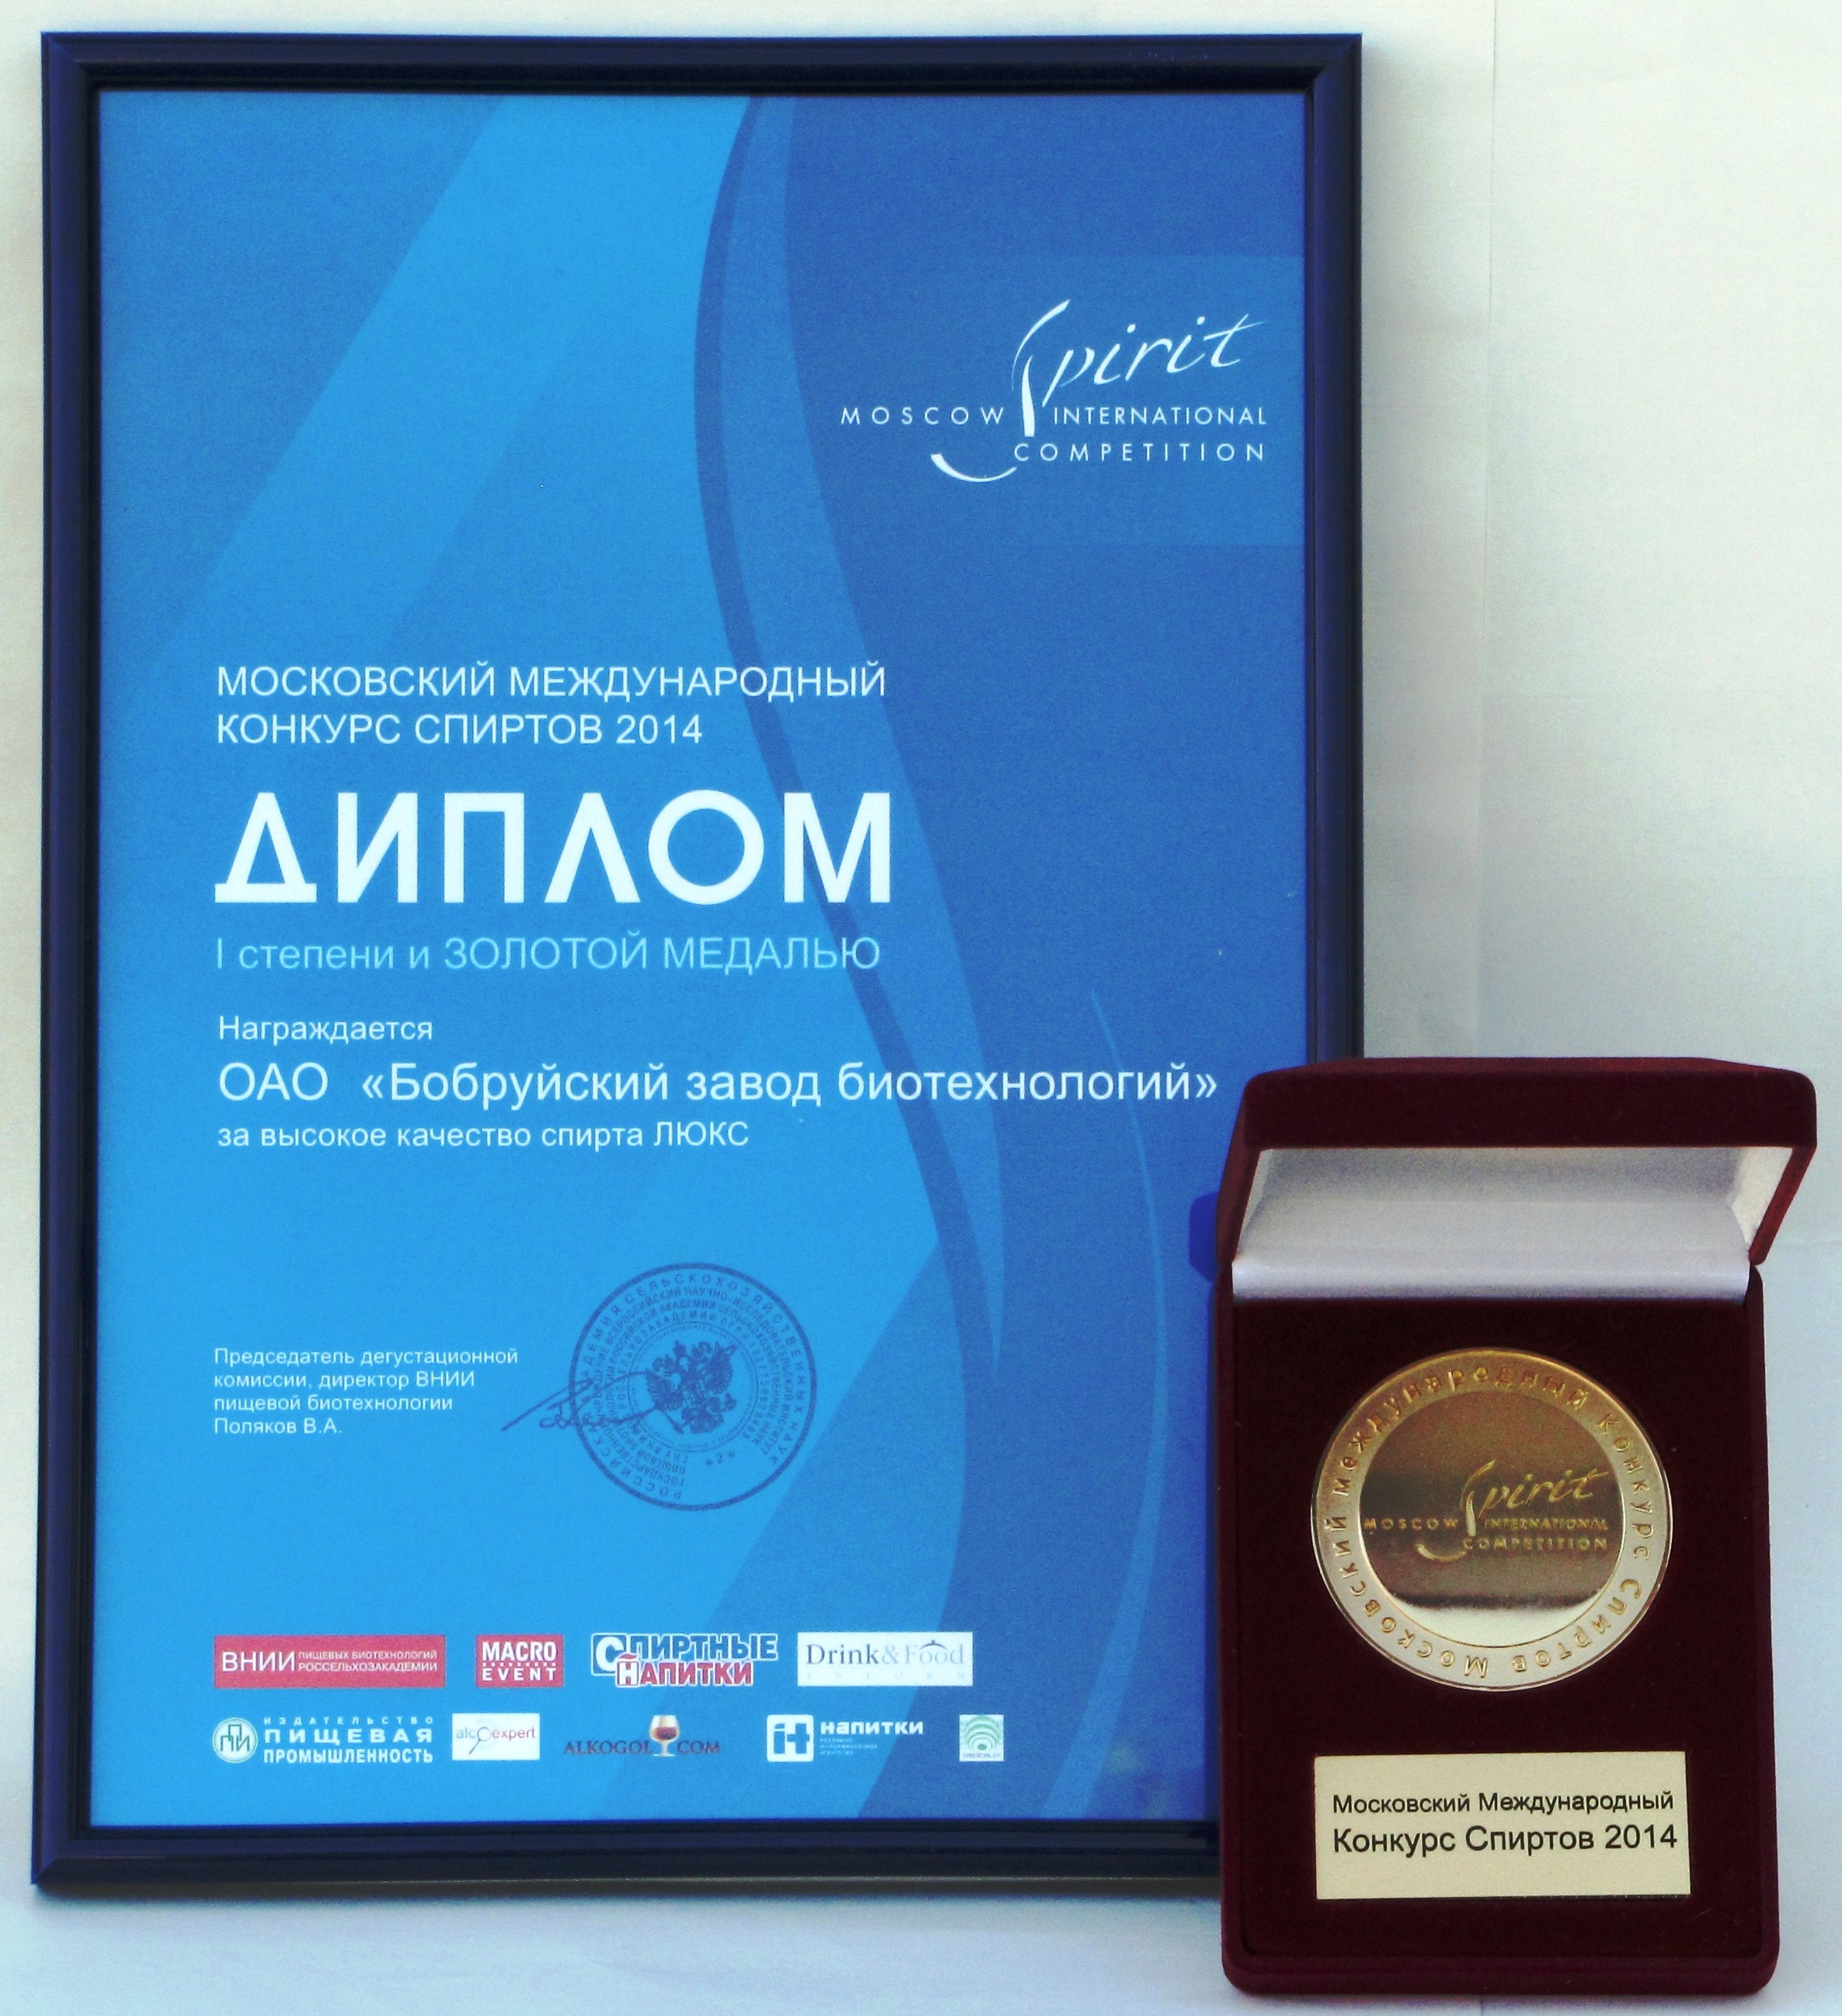 Spirit
MOSCOW INTERNATIONAL
COMPETITION
МОСКОВСКИЙ МЕЖДУНАРОДНЫЙ
КОНКУРС СПИРТОВ 2014
ДИПЛОМ
I степени и ЗОЛОТОЙ МЕДАЛЬЮ
Награждается
ОАО «Бобруйский завод биотехнологий»
за высокое качество спирта ЛЮКС
Председатель дегустационной
комиссии, директор ВНИИ
пищевой биотехнологии
Поляков В.А.
ВНИИ ПИЩЕВЫХ БИОТЕХНОЛОГИЙ
РОССЕЛЬХОЗАКАДЕМИИ
MACRO
EVENT
СПИРТНЫЕ
НАПИТКИ
Drink&Food
ИЗДАТЕЛЬСТВО
ПИЩЕВАЯ
ПРОМЫШЛЕННОСТЬ
alcoexpert
ALKOGOL COM
НАПИТКИ
Московский Международный Конкурс Спиртов
Spirit
MOSCOW INTERNATIONAL
COMPETITION
Московский Международный
Конкурс Спиртов 2014